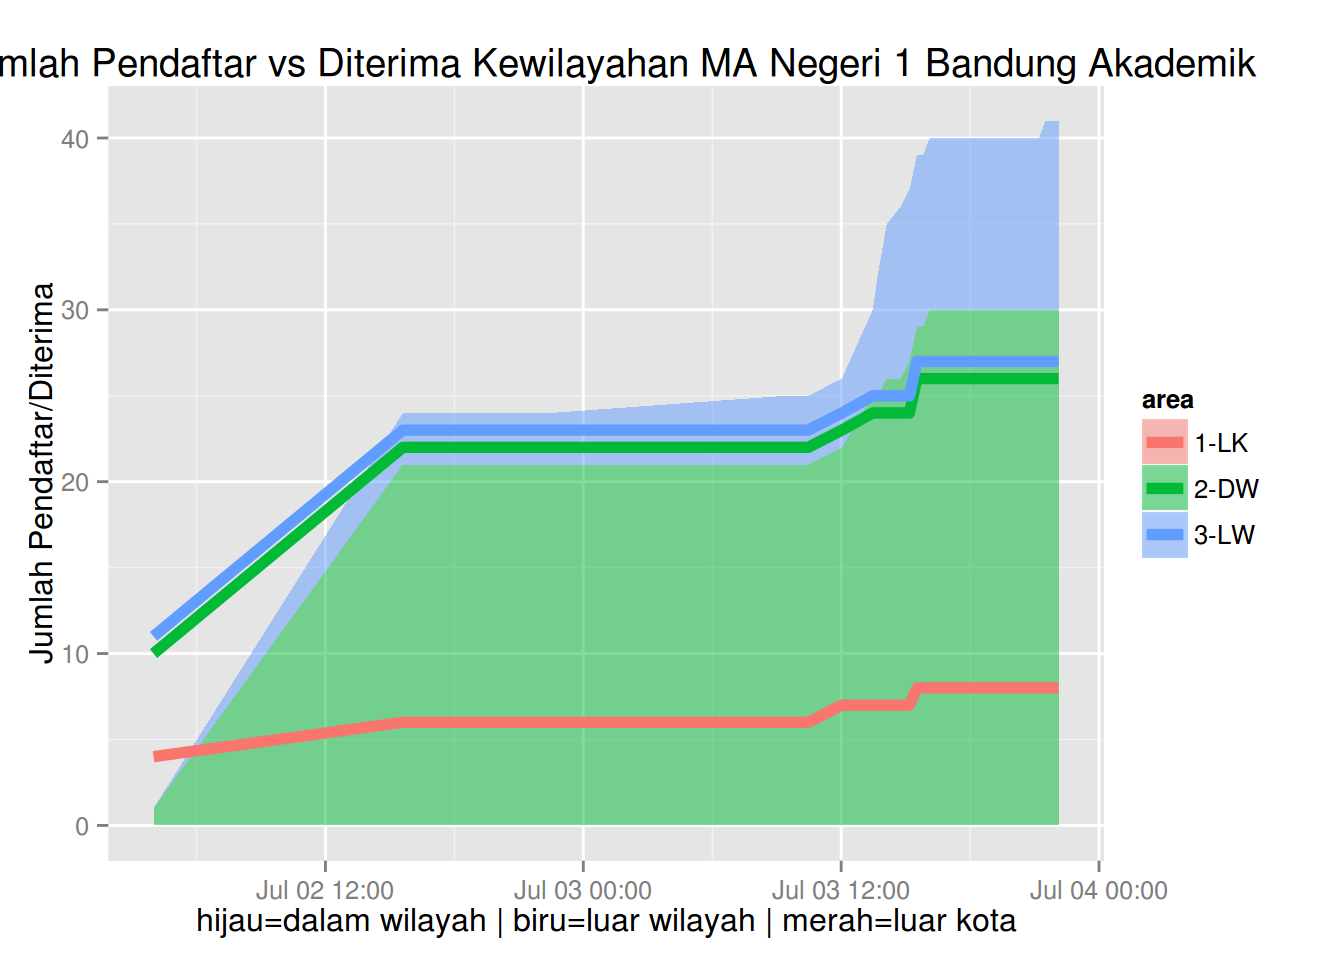 mlah Pendaftar vs Diterima Kewilayahan MA Negeri 1 Bandung Akademik
Jumlah Pendaftar/Diterima
40
30
20
10
0
Jul 02 12:00
Jul 03 00:00
Jul 03 12:00
Jul 04 00:00
hijau=dalam wilayah | biru=luar wilayah | merah=luar kota
area
1-LK
2-DW
3-LW